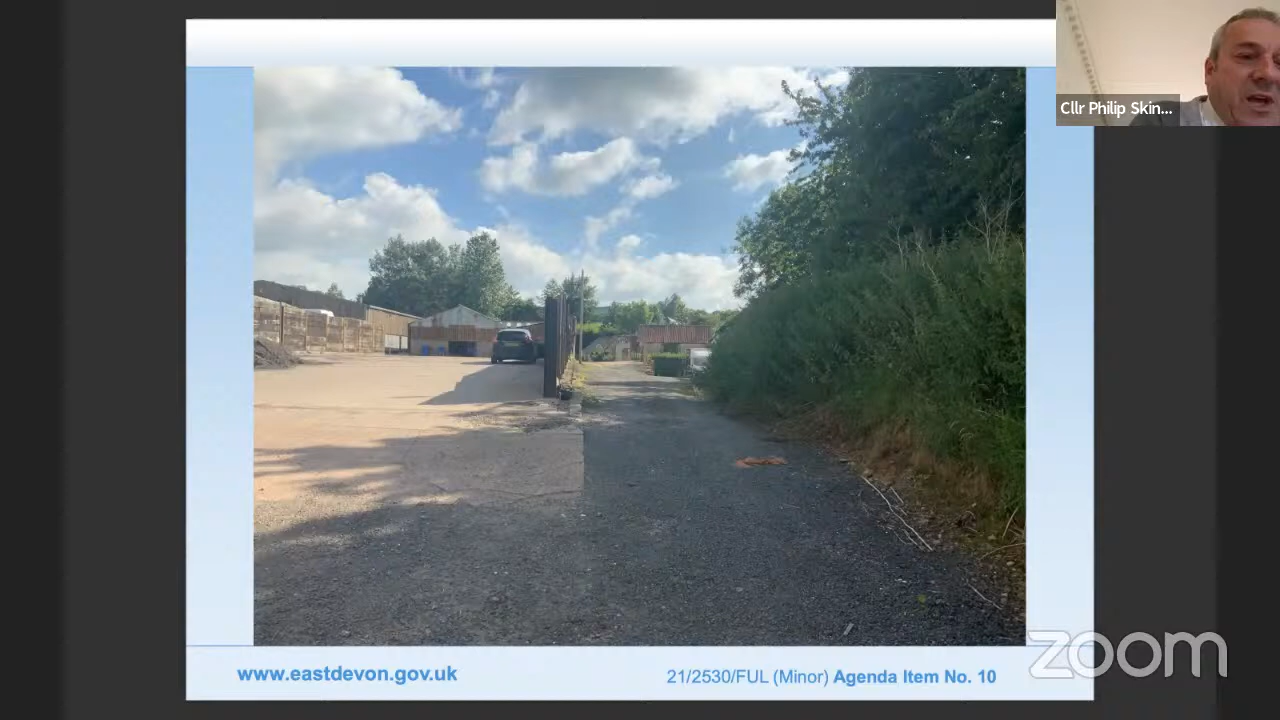 Cllr Philip Skin...
www.eastdevon.gov.uk
21/2530/FUL (Minor) Agenda Item No. 10
zoom